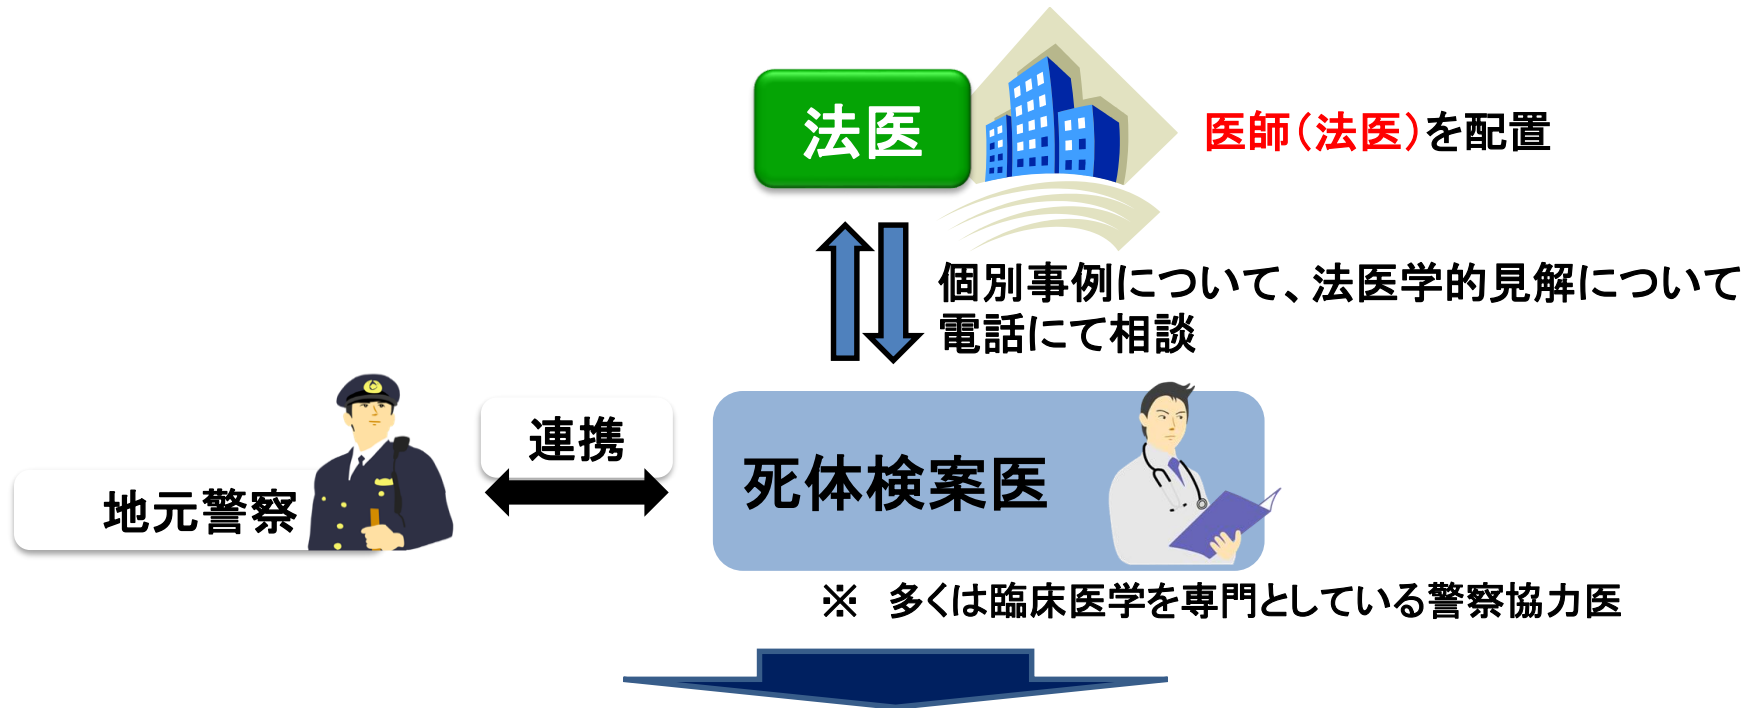 法医
医師（法医）を配置
個別事例について、法医学的見解について
電話にて相談
連携
地元警察
死体検案医
※　多くは臨床医学を専門としている警察協力医